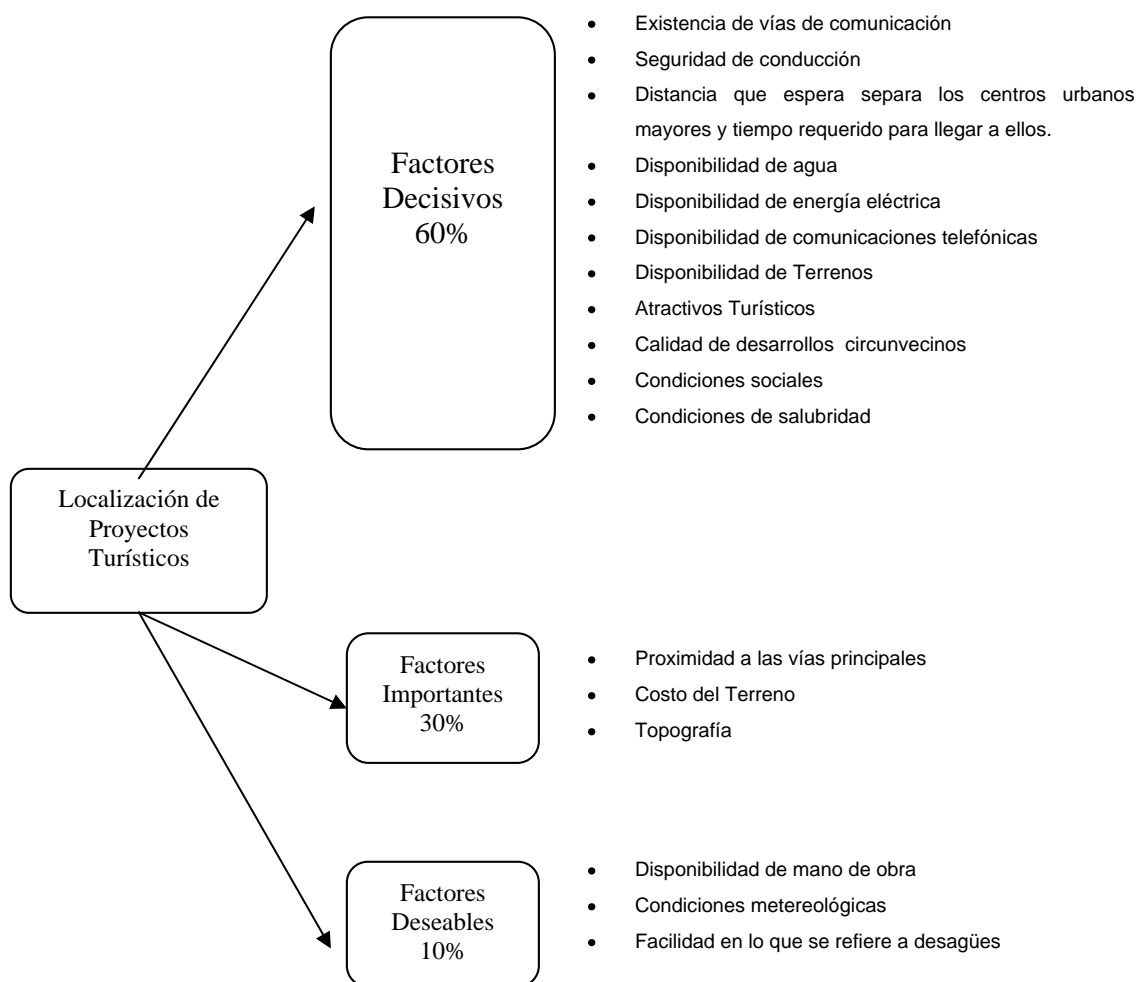 Factores
Decisivos
60%
• Existencia de vías de comunicación
• Seguridad de conducción
• Distancia que espera separa los centros urbanos
mayores y tiempo requerido para llegar a ellos.
• Disponibilidad de agua
• Disponibilidad de energía eléctrica
• Disponibilidad de comunicaciones telefónicas
• Disponibilidad de Terrenos
• Atractivos Turísticos
• Calidad de desarrollos circunvecinos
• Condiciones sociales
• Condiciones de salubridad
Localización de
Proyectos
Turísticos
Factores
Importantes
30%
• Proximidad a las vías principales
• Costo del Terreno
• Topografía
Factores
Deseables
10%
• Disponibilidad de mano de obra
• Condiciones metereológicas
• Facilidad en lo que se refiere a desagües